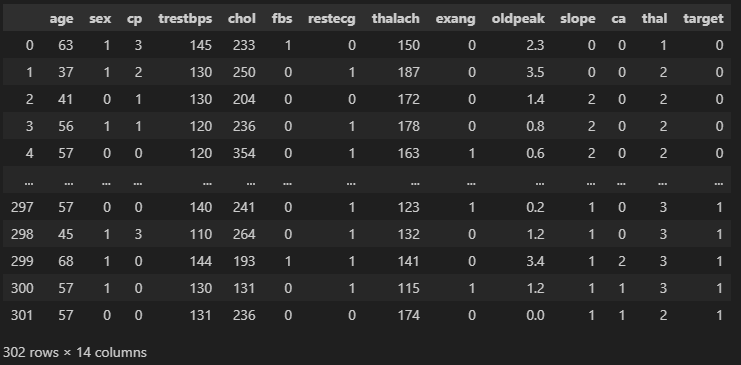 age sex cp trestbps chol fbs restecg thalach exang oldpeak slope ca thal target
0 63 1 3 145 233 1 0 150 0 2.3 0 0 1 0
1 37 1 2 130 250 0 1 187 0 3.5 0 0 2 0
2 41 0 1 130 204 0 0 172 0 1.4 2 0 2 0
3 56 1 1 120 236 0 1 178 0 0.8 2 0 2 0
4 57 0 0 120 354 0 1 163 1 0.6 2 0 2 0
... ... ... ... ... ... ... ... ... ... ... ... ... ... ...
297 57 0 0 140 241 0 1 123 1 0.2 1 0 3 1
298 45 1 3 110 264 0 1 132 0 1.2 1 0 3 1
299 68 1 0 144 193 1 1 141 0 3.4 1 2 3 1
300 57 1 0 130 131 0 1 115 1 1.2 1 1 3 1
301 57 0 0 131 236 0 0 174 0 0.0 1 1 2 1
302 rows × 14 columns